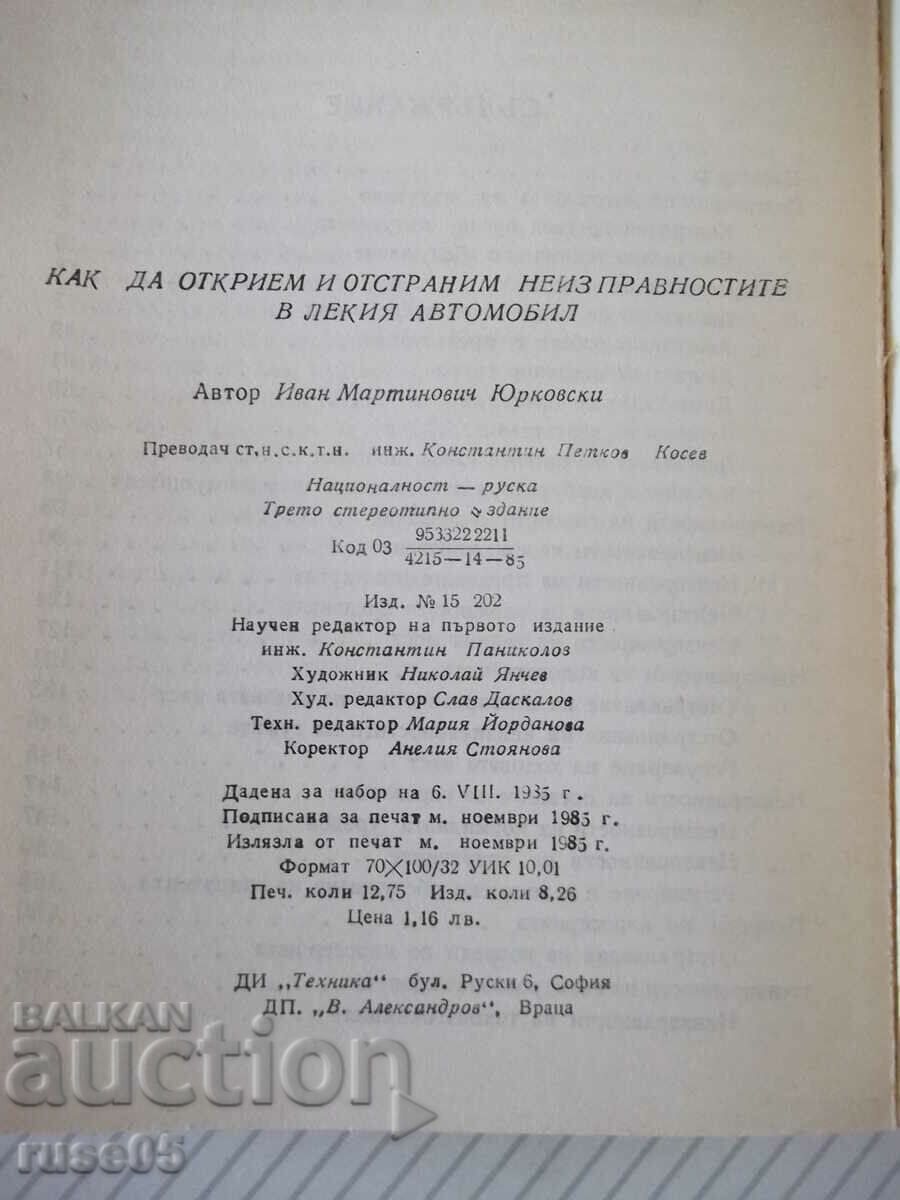 КАК ДА ОТКРИЕМ И ОТСТРАНИМ НЕИЗПРАВНОСТИТЕ
В ЛЕКИЯ АВТОМОБИЛ
Автор Иван Мартинович Юрковски
Преводач ст.н.с.к.т.н. инж. Константин Петков Косев
Националност — руска
Трето стереотипно издание
Код 03 9533222211
4215—14—85
Изд. № 15 202
Научен редактор на първото издание
инж. Константин Паниколов
Художник Николай Янчев
Худ. редактор Слав Даскалов
Техн. редактор Мария Йорданова
Коректор Анелия Стоянова
Дадена за набор на 6. VIII. 1985 г.
Подписана за печат м. ноември 1985 г.
Излязла от печат м. ноември 1985 г.
Формат 70×100/32 УИК 10,01
Печ. коли 12,75 Изд. коли 8,26
Цена 1,16 лв.
ДИ „Техника“ бул. Руски 6, София
ДП. „В. Александров“, Враца
BALKAN
auction
ruse05